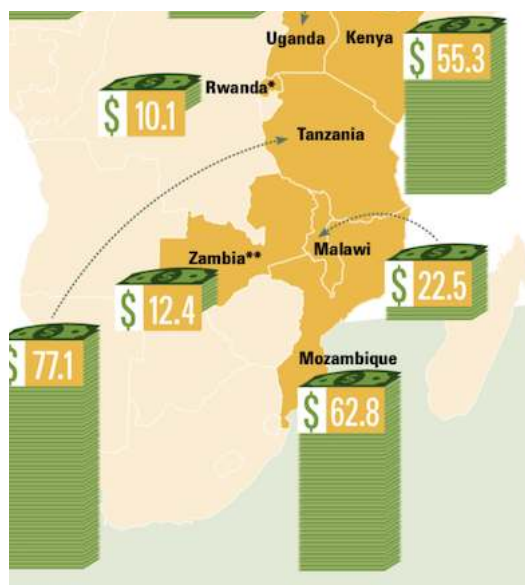 Uganda
Kenya
$ 55.3
Rwanda*
$ 10.1
Tanzania
Zambia**
Malawi
$ 12.4
$ 22.5
$ 77.1
Mozambique
$ 62.8